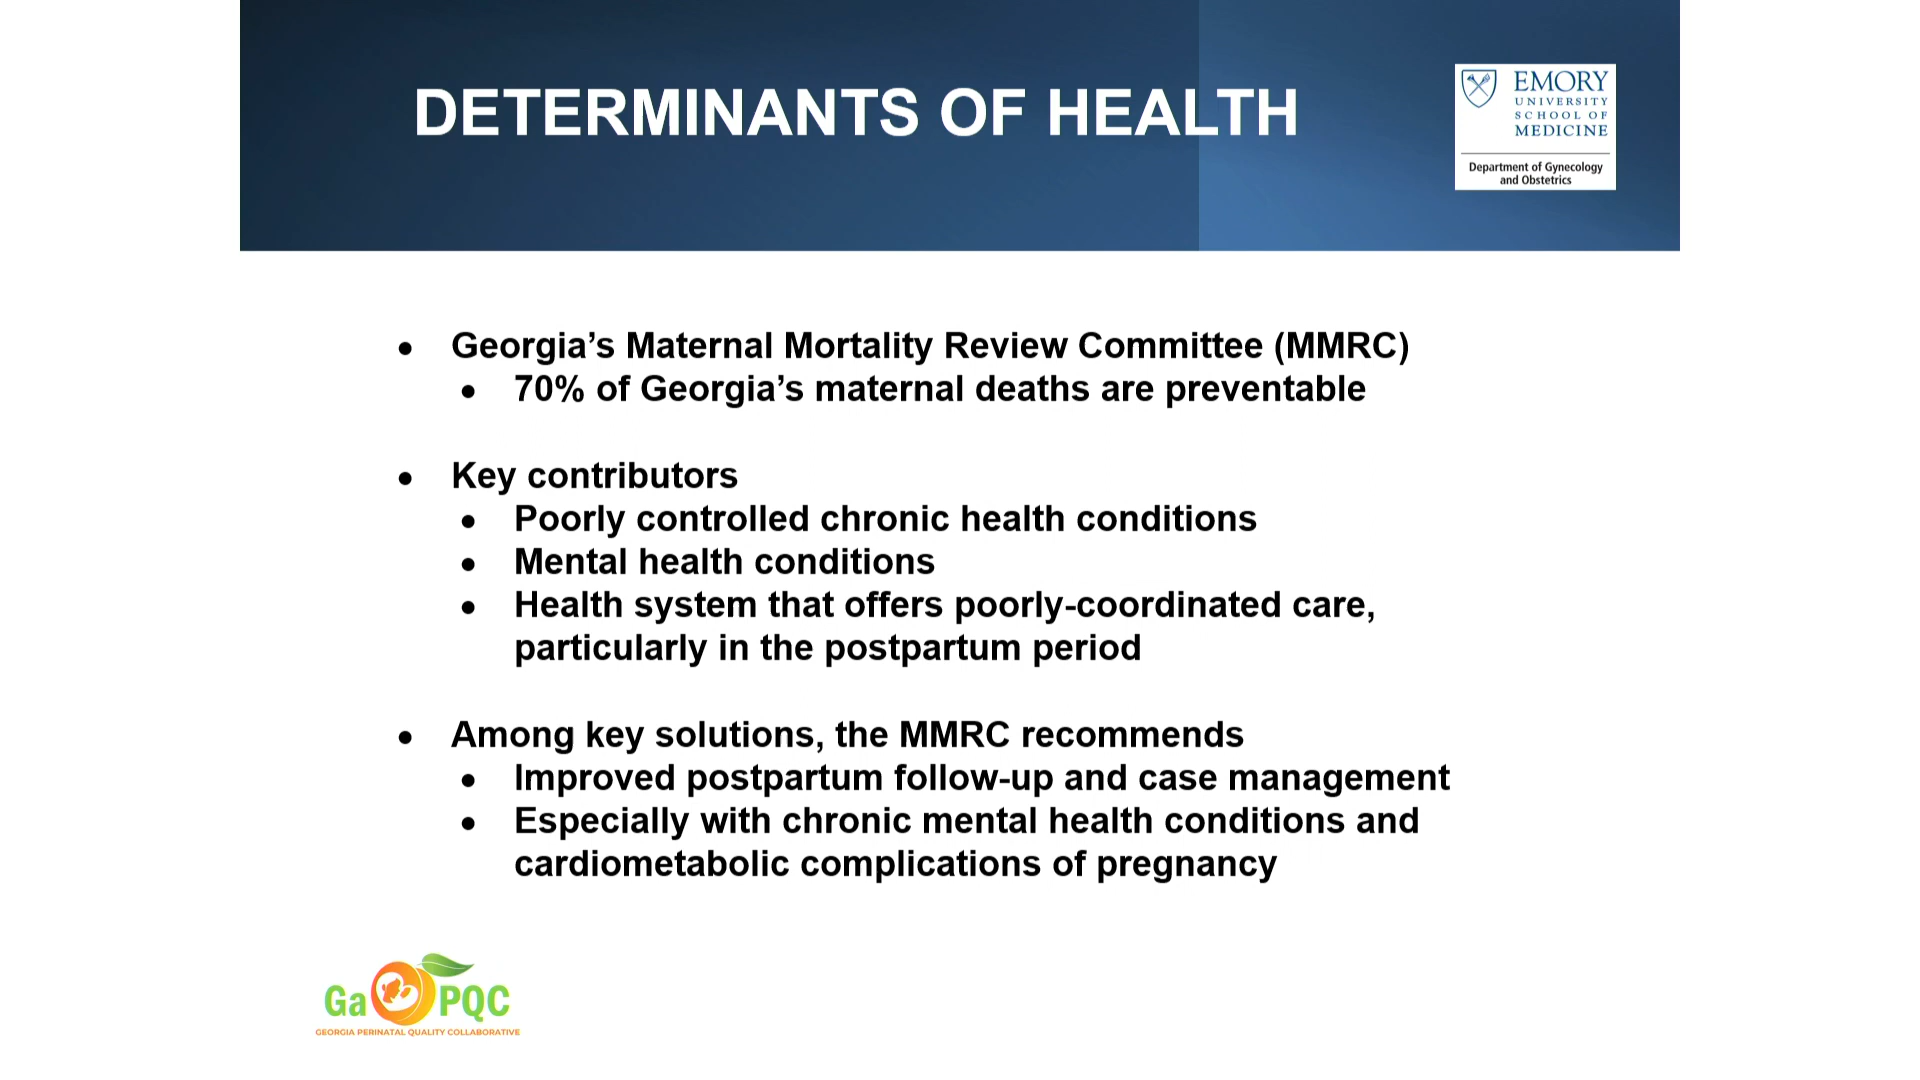 DETERMINANTS OF HEALTH
EMORY
UNIVERSITY
SCHOOL OF
MEDICINE
Department of Gynecology
and Obstetrics
• Georgia’s Maternal Mortality Review Committee (MMRC)
• 70% of Georgia’s maternal deaths are preventable
• Key contributors
• Poorly controlled chronic health conditions
• Mental health conditions
• Health system that offers poorly-coordinated care,
particularly in the postpartum period
• Among key solutions, the MMRC recommends
• Improved postpartum follow-up and case management
• Especially with chronic mental health conditions and
cardiometabolic complications of pregnancy
Ga PQC
GEORGIA PERINATAL QUALITY COLLABORATIVE